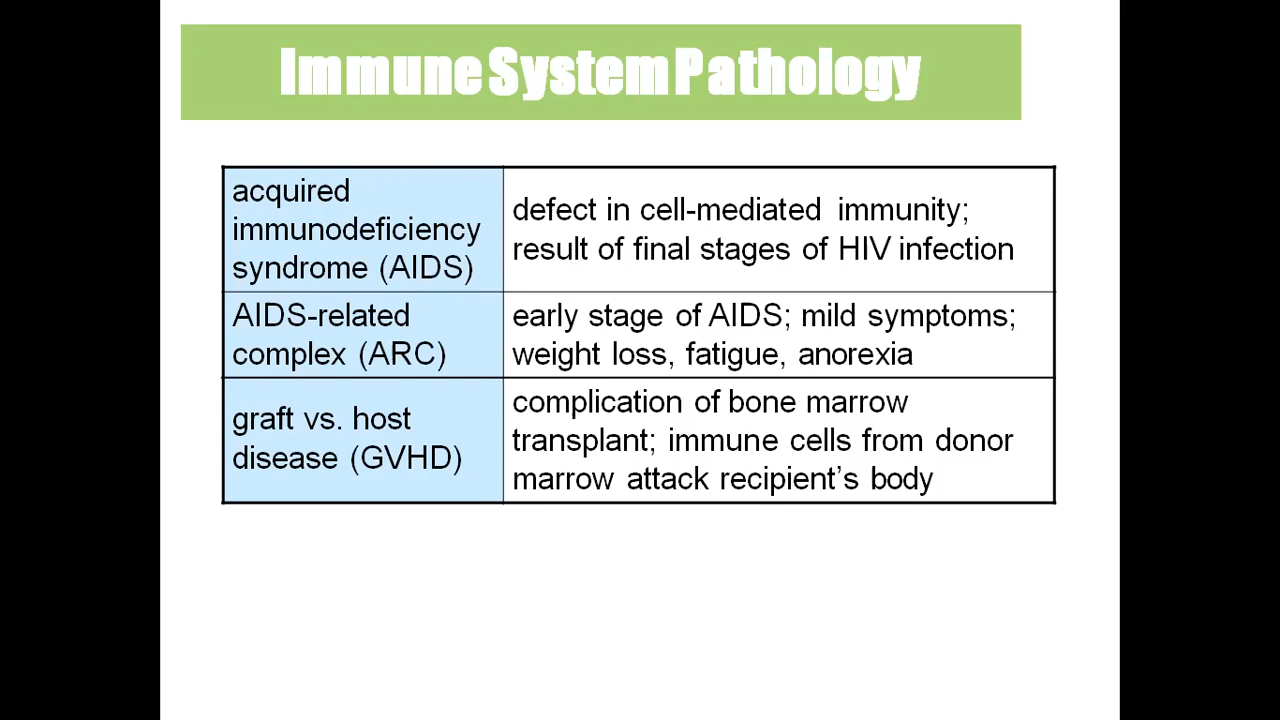 Immune System Pathology
acquired
immunodeficiency
syndrome (AIDS)
defect in cell-mediated immunity;
result of final stages of HIV infection
AIDS-related
complex (ARC)
early stage of AIDS; mild symptoms;
weight loss, fatigue, anorexia
graft vs. host
disease (GVHD)
complication of bone marrow
transplant; immune cells from donor
marrow attack recipient’s body